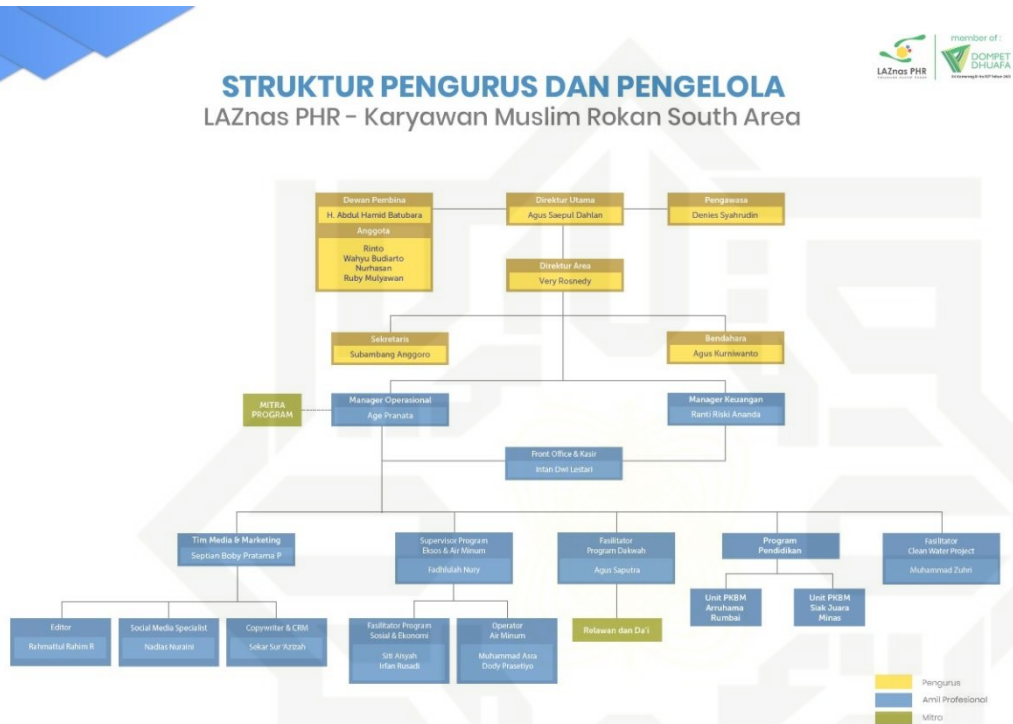 LAZnas PHR
member of :
DOMPET
DHUAFA
STRUKTUR PENGURUS DAN PENGELOLA
LAZnas PHR - Karyawan Muslim Rokan South Area
Dewan Pembina
H. Abdul Hamid Batubara
Anggota
Rinto
Wahyu Budiarto
Nurhasan
Ruby Mulyawan
Direktur Utama
Agus Saepul Dahlan
Pengawasa
Denies Syahrudin
Direktur Area
Very Rosnedy
Sekretaris
Subambang Anggoro
Bendahara
Agus Kurniwanto
MITRA
PROGRAM
Manager Operasional
Age Pranata
Manager Keuangan
Ranti Riski Ananda
Front Office & Kasir
Intan Dwi Lestari
Tim Media & Marketing
Septian Boby Pratama P
Supervisor Program
Eksos & Air Minum
Fadhlulah Nury
Fasilitator
Program Dakwah
Agus Saputra
Program
Pendidikan
Fasilitator
Clean Water Project
Muhammad Zuhri
Editor
Rahmattul Rahim R
Social Media Specialist
Nadias Nuraini
Copywriter & CRM
Sekar Sur 'Azizah
Fasilitator Program
Sosial & Ekonomi
Siti Aisyah
Irfan Rusadi
Operator
Air Minum
Muhammad Asra
Dody Prasetiyo
Relawan dan Da'i
Unit PKBM
Arruhama
Rumbai
Unit PKBM
Siak Juara
Minas
Pengurus
Amil Profesional
Mitra